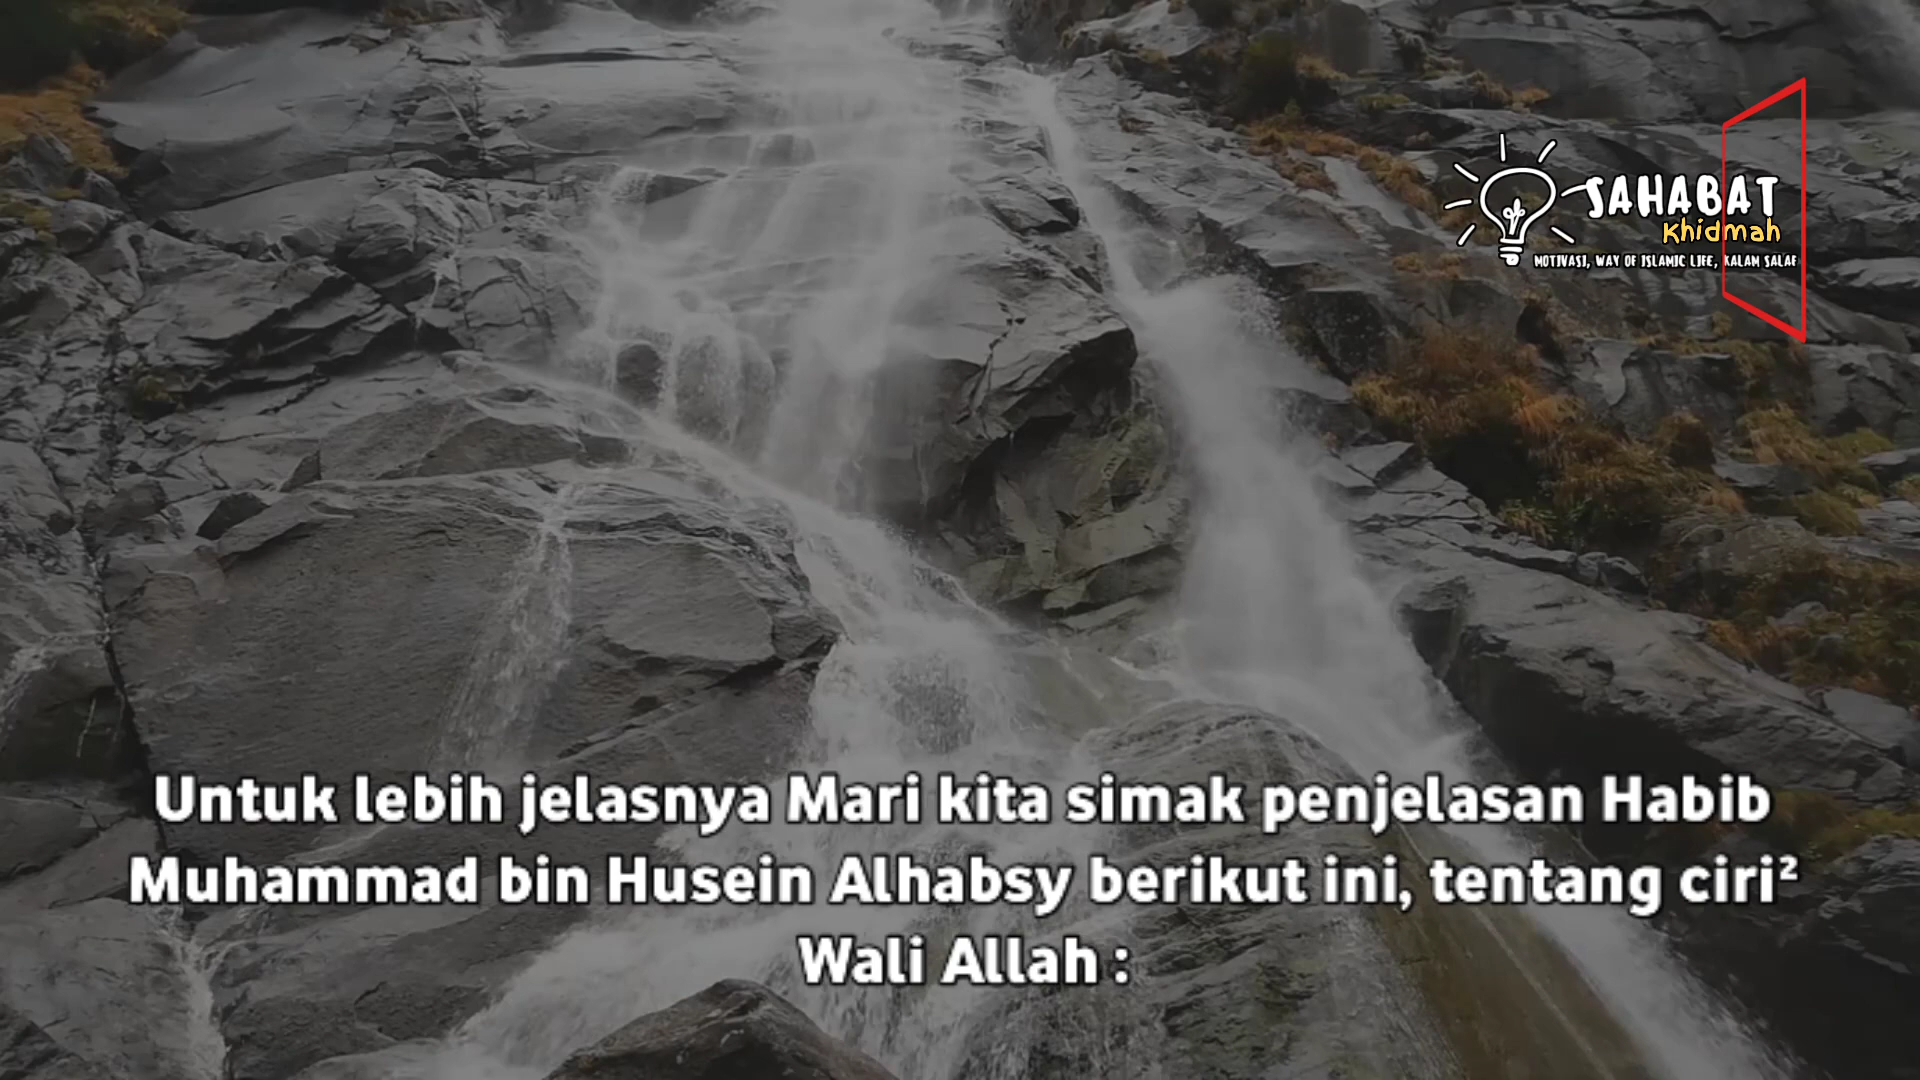 SAHABAT
Khidmah
MOTIVASI, WAY OF ISLAMIC LIFE, KALAM SALAF
Untuk lebih jelasnya Mari kita simak penjelasan Habib
Muhammad bin Husein Alhabsy berikut ini, tentang ciri²
Wali Allah :